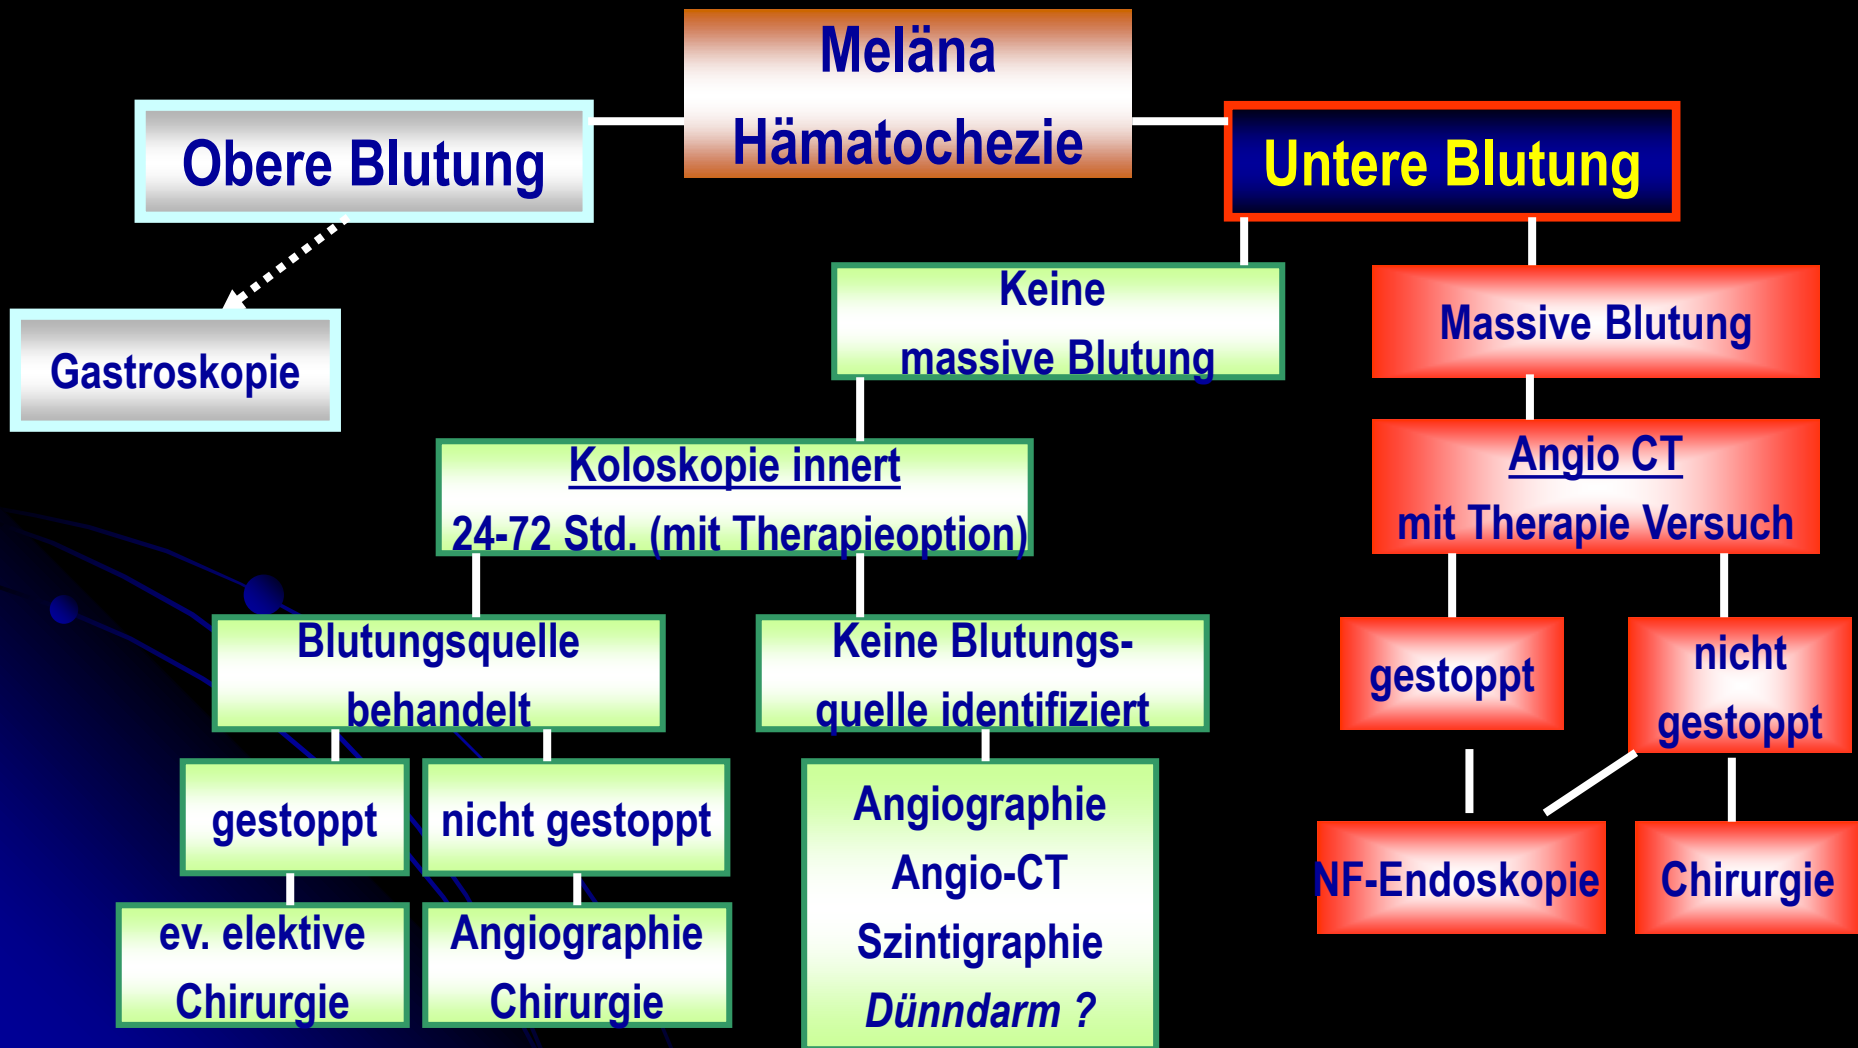 Meläna
Hämatochezie
Obere Blutung
Untere Blutung
Gastroskopie
Keine
massive Blutung
Massive Blutung
Koloskopie innert
24-72 Std. (mit Therapieoption)
Angio CT
mit Therapie Versuch
Blutungsquelle
behandelt
Keine Blutungs-
quelle identifiziert
gestoppt
nicht
gestoppt
gestoppt
nicht gestoppt
Angiographie
Angio-CT
Szintigraphie
Dünndarm ?
NF-Endoskopie
Chirurgie
ev. elektive
Chirurgie
Angiographie
Chirurgie